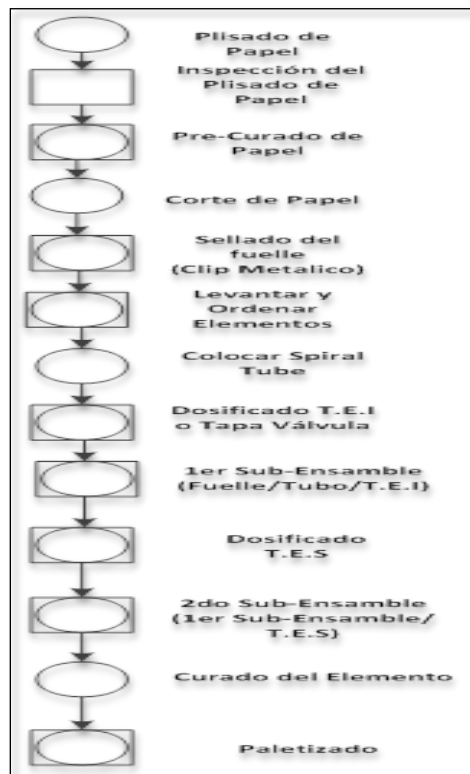 Plisado de
Papel
Inspección del
Plisado de
Papel
Pre-Curado de
Papel
Corte de Papel
Sellado del
fuelle
(Clip Metalico)
Levantar y
Ordenar
Elementos
Colocar Spiral
Tube
Dosificado T.E.I
o Tapa Válvula
1er Sub-Ensamble
(Fuelle/Tubo/T.E.I)
Dosificado
T.E.S
2do Sub-Ensamble
(1er Sub-Ensamble/
T.E.S)
Curado del Elemento
Paletizado